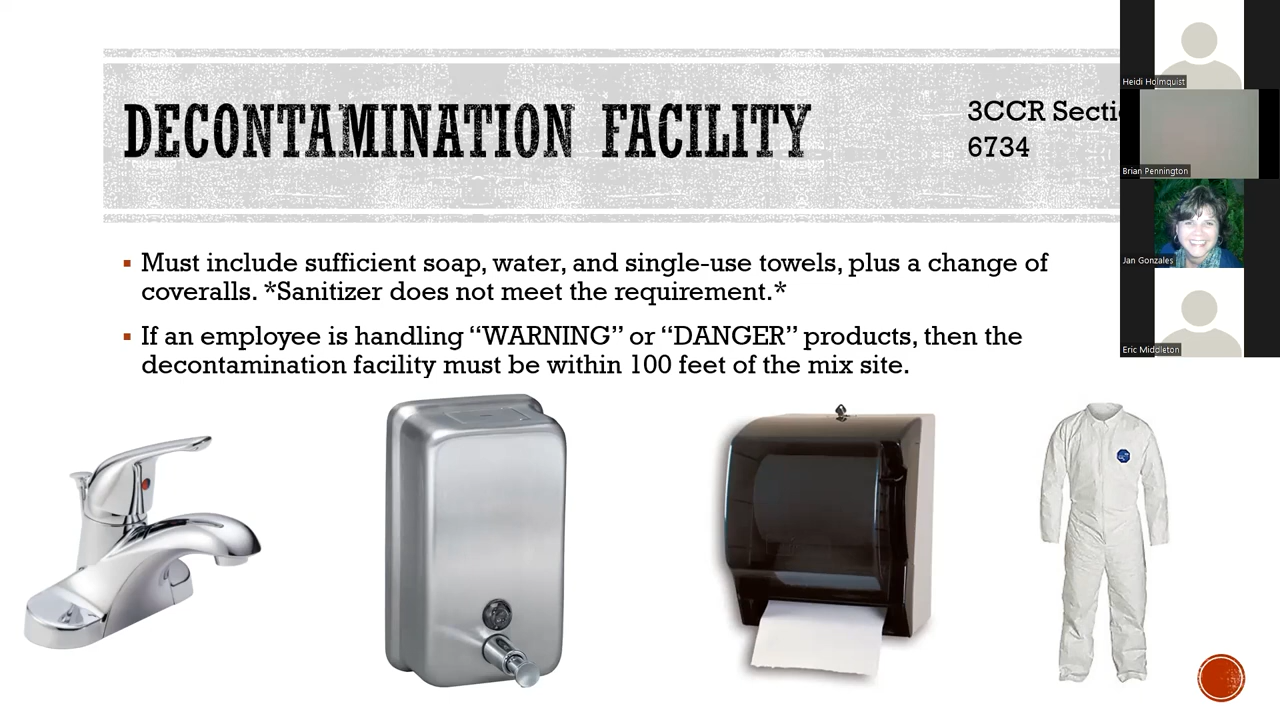 DECONTAMINATION FACILITY
3CCR Secti
6734
Must include sufficient soap, water, and single-use towels, plus a change of
coveralls. *Sanitizer does not meet the requirement.*
If an employee is handling “WARNING” or “DANGER” products, then the
decontamination facility must be within 100 feet of the mix site.
Heidi Holmquist
Brian Pennington
Jan Gonzales
Eric Middleton